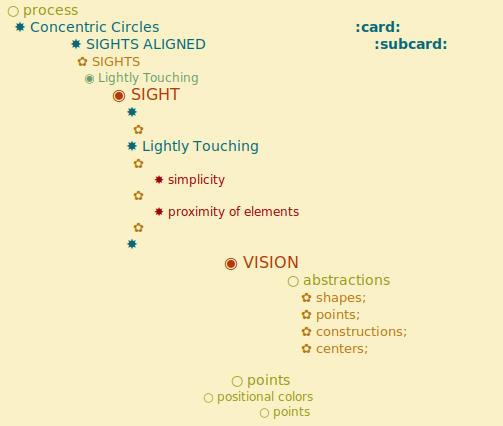 ○ process
✸ Concentric Circles :card:
✸ SIGHTS ALIGNED :subcard:
✿ SIGHTS
◉ Lightly Touching
◉ SIGHT
✸
✿
✸ Lightly Touching
✿
✸ simplicity
✿
✸ proximity of elements
✿
✸
◉ VISION
○ abstractions
✿ shapes;
✿ points;
✿ constructions;
✿ centers;
○ points
○ positional colors
○ points